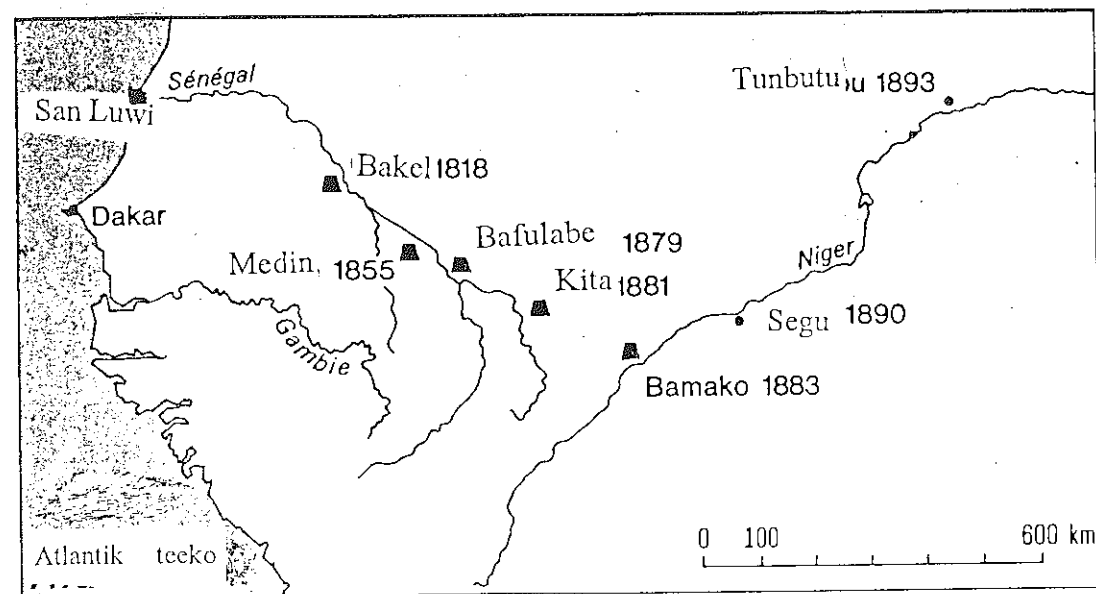 Sénégal
San Luwi
Tunbutu 1893
Bakel 1818
Dakar
Medin, 1855
Bafulabe 1879
Kita 1881
Niger
Gambie
Segu 1890
Bamako 1883
Atlantik teeko
0 100 600 km